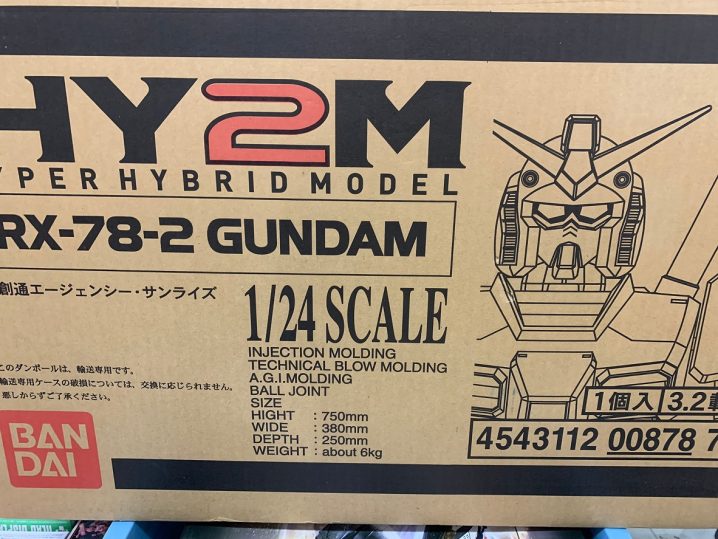 HY2M
YPER HYBRID MODEL
RX-78-2 GUNDAM
創通エージェンシー・サンライズ
1/24 SCALE
INJECTION MOLDING
TECHNICAL BLOW MOLDING
A.G.I.MOLDING
BALL JOINT
SIZE
HIGHT : 750mm
WIDE : 380mm
DEPTH : 250mm
WEIGHT : about 6kg
このダンボールは、輸送専用です。
輸送専用ケースの破損については、交換に応じられません。
悪しからずご了承ください。
BAN
DAI
1個入 3.2
4543112 00878 7